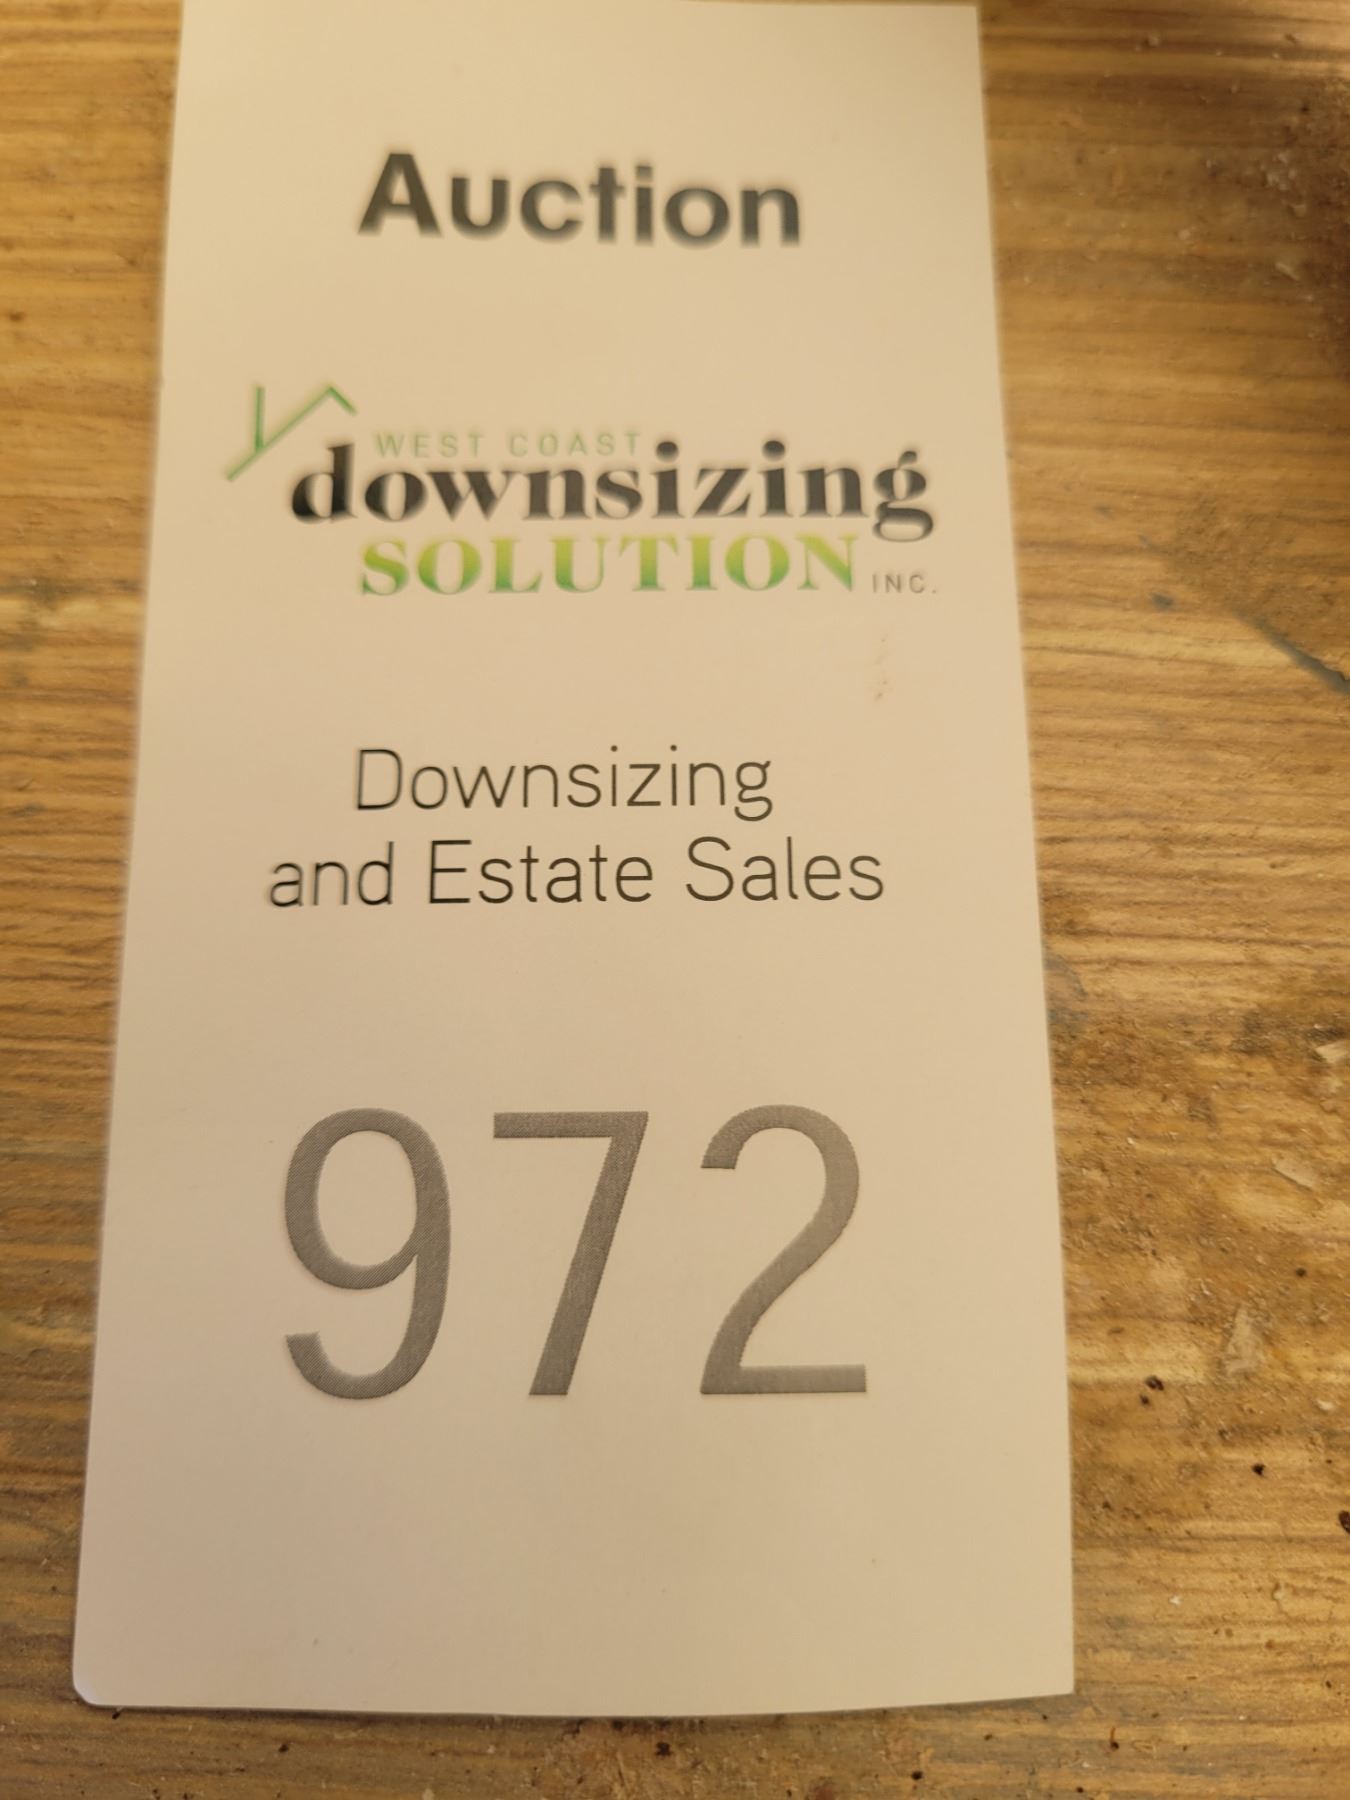 Auction
WEST COAST
downsizing
SOLUTION INC.
Downsizing
and Estate Sales
972